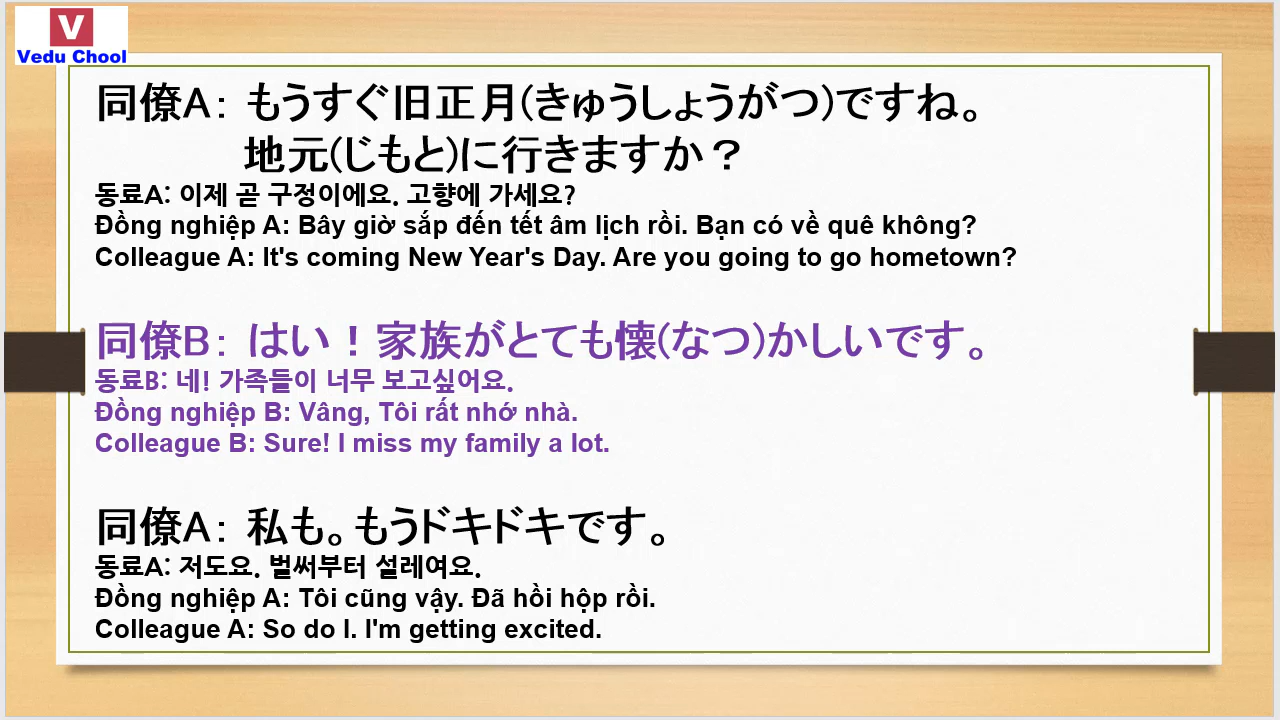 V
Vedu Chool
同僚A： もうすぐ旧正月(きゅうしょうがつ)ですね。
地元(じもと)に行きますか？
동료A: 이제 곧 구정이에요. 고향에 가세요?
Đồng nghiệp A: Bây giờ sắp đến tết âm lịch rồi. Bạn có về quê không?
Colleague A: It's coming New Year's Day. Are you going to go hometown?
同僚B： はい！家族がとても懐(なつ)かしいです。
동료B: 네! 가족들이 너무 보고싶어요.
Đồng nghiệp B: Vâng, Tôi rất nhớ nhà.
Colleague B: Sure! I miss my family a lot.
同僚A： 私も。もうドキドキです。
동료A: 저도요. 벌써부터 설레여요.
Đồng nghiệp A: Tôi cũng vậy. Đã hồi hộp rồi.
Colleague A: So do I. I'm getting excited.